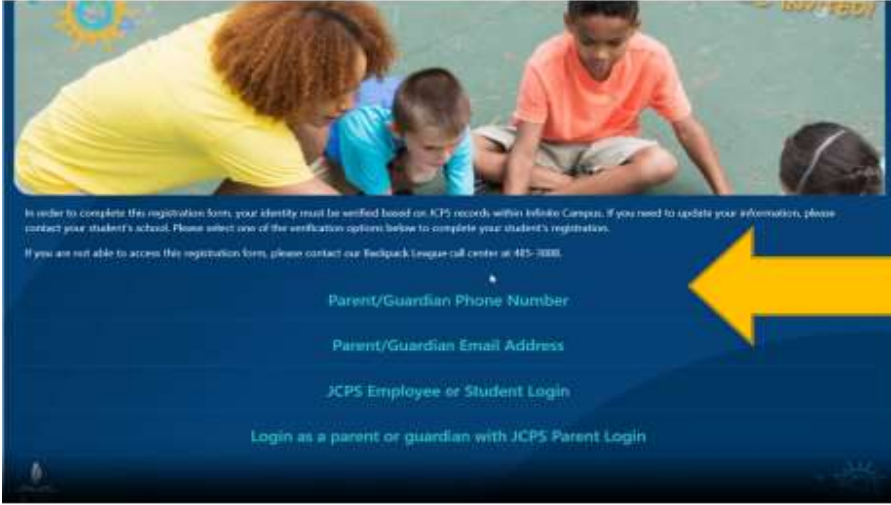 INVITED!
In order to complete this registration form, your identity must be verified based on JCPS records within Infinite Campus. If you need to update your information, please
contact your student's school. Please select one of the verification options below to complete your student's registration.
If you are not able to access this registration form, please contact our Backpack League call center at 485-
Parent/Guardian Phone Number
Parent/Guardian Email Address
JCPS Employee or Student Login
Login as a parent or guardian with JCPS Parent Login